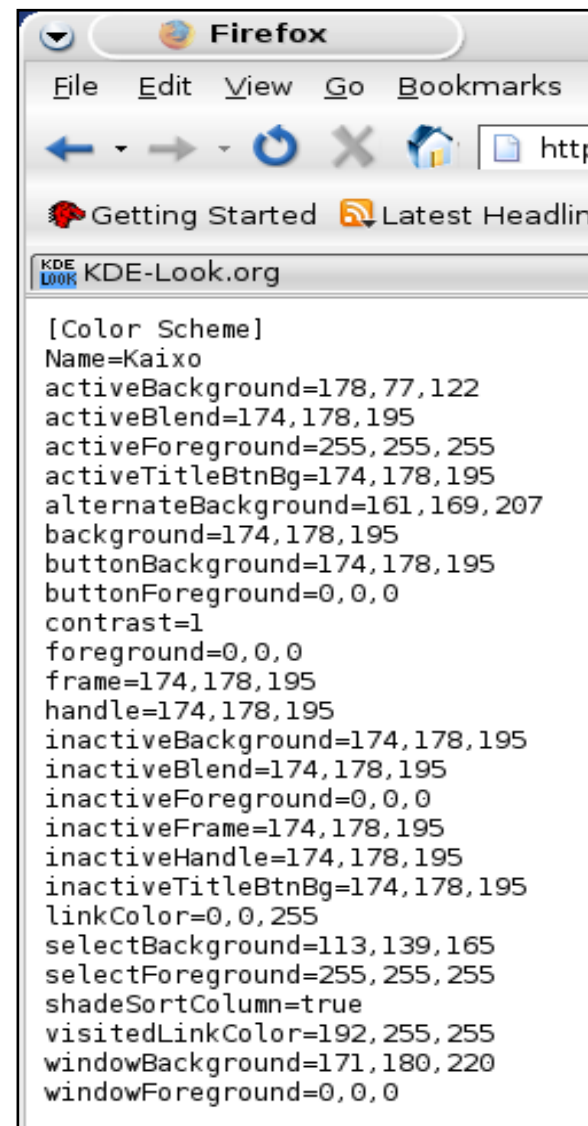 Firefox
File Edit View Go Bookmarks
http
Getting Started Latest Headlin
KDE LOOK KDE-Look.org
[Color Scheme]
Name=Kaixo
activeBackground=178,77,122
activeBlend=174,178,195
activeForeground=255,255,255
activeTitleBtnBg=174,178,195
alternateBackground=161,169,207
background=174,178,195
buttonBackground=174,178,195
buttonForeground=0,0,0
contrast=1
foreground=0,0,0
frame=174,178,195
handle=174,178,195
inactiveBackground=174,178,195
inactiveBlend=174,178,195
inactiveForeground=0,0,0
inactiveFrame=174,178,195
inactiveHandle=174,178,195
inactiveTitleBtnBg=174,178,195
linkColor=0,0,255
selectBackground=113,139,165
selectForeground=255,255,255
shadeSortColumn=true
visitedLinkColor=192,255,255
windowBackground=171,180,220
windowForeground=0,0,0